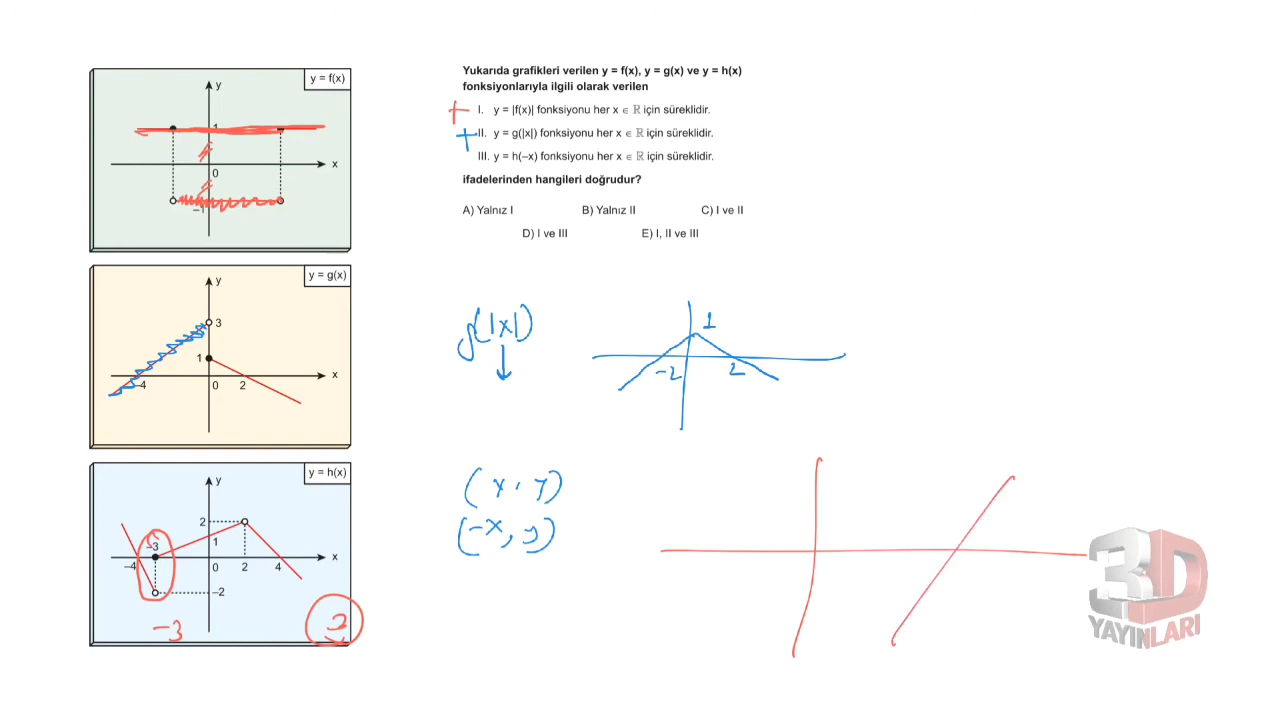 y = f(x)
y
1
x
0
−1
y = g(x)
y
3
1
x
−4
0
2
y = h(x)
y
2
1
−3
x
−4
0
2
4
−2
−3
3
Yukarıda grafikleri verilen y = f(x), y = g(x) ve y = h(x)
fonksiyonlarıyla ilgili olarak verilen
I. y = |f(x)| fonksiyonu her x ∈ ℝ için süreklidir.
II. y = g(|x|) fonksiyonu her x ∈ ℝ için süreklidir.
III. y = h(−x) fonksiyonu her x ∈ ℝ için süreklidir.
ifadelerinden hangileri doğrudur?
A) Yalnız I B) Yalnız II C) I ve II
D) I ve III E) I, II ve III
g(|x|)
1
−2
2
(x, y)
(−x, y)
3D
YAYINLARI